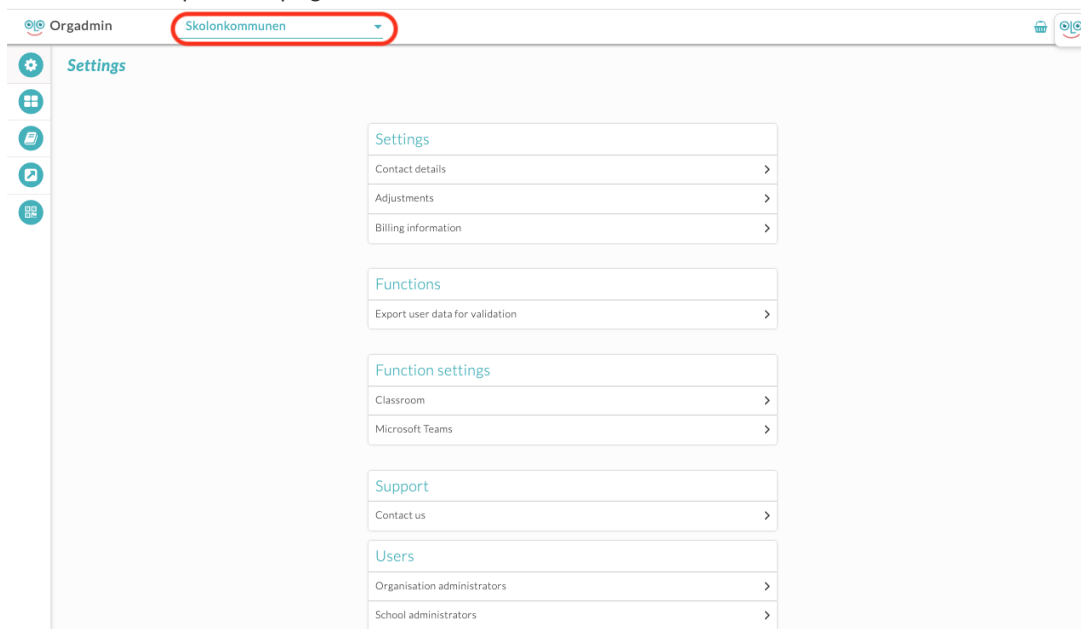 Orgadmin
Skolonkommunen
Settings
Settings
Contact details
Adjustments
Billing information
Functions
Export user data for validation
Function settings
Classroom
Microsoft Teams
Support
Contact us
Users
Organisation administrators
School administrators